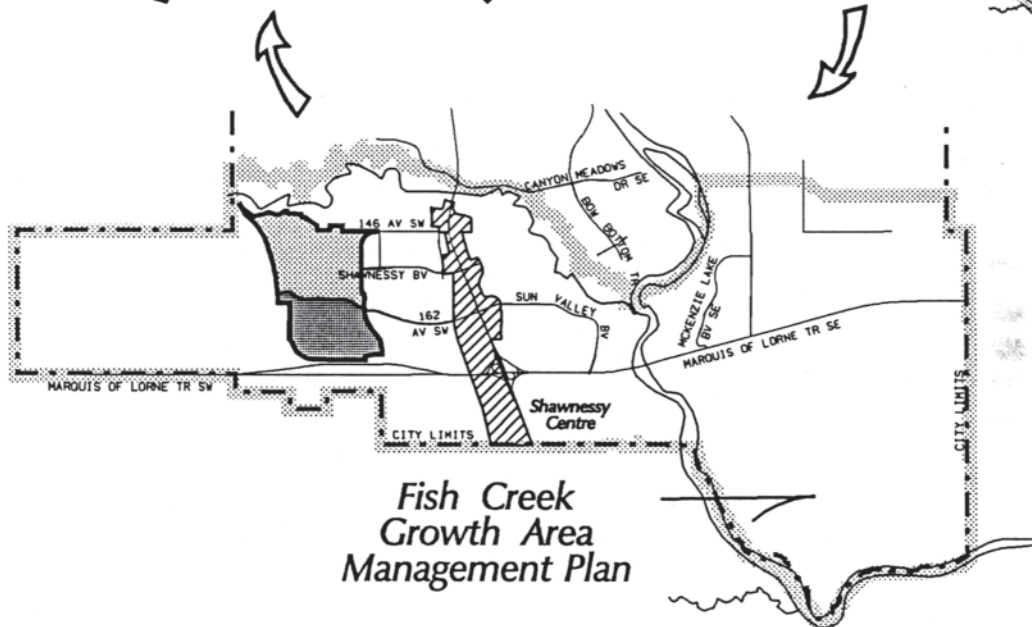 CANYON MEADOWS
DR SE
BOW BOTTOM TR
146 AV SW
SHAWNESSY BV
MCKENZIE LAKE
BV SE
162
AV SW
SUN VALLEY
BV
MARQUIS OF LORNE TR SE
MARQUIS OF LORNE TR SW
Shawnessy
Centre
CITY LIMITS
CITY LIMITS
Fish Creek
Growth Area
Management Plan